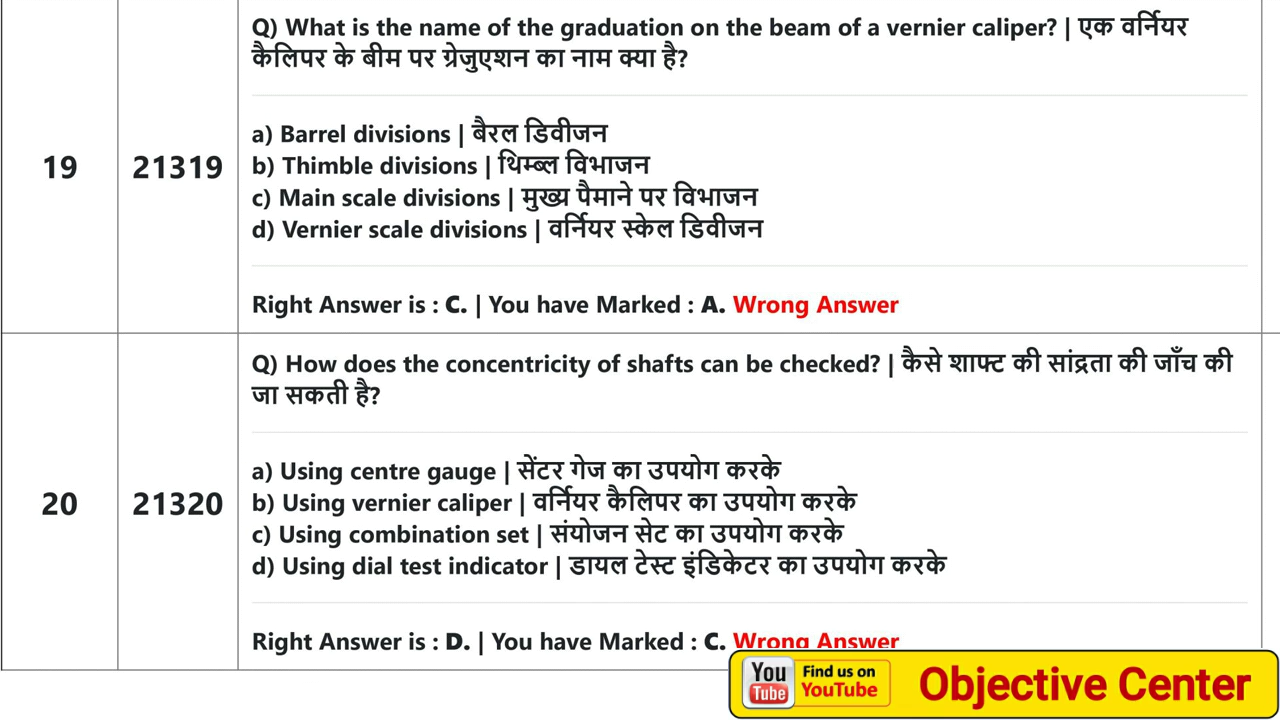 Q) What is the name of the graduation on the beam of a vernier caliper? | एक वर्नियर
कैलिपर के बीम पर ग्रेजुएशन का नाम क्या है?
19
21319
a) Barrel divisions | बैरल डिवीजन
b) Thimble divisions | थिम्ब्ल विभाजन
c) Main scale divisions | मुख्य पैमाने पर विभाजन
d) Vernier scale divisions | वर्नियर स्केल डिवीजन
Right Answer is : C. | You have Marked : A. Wrong Answer
Q) How does the concentricity of shafts can be checked? | कैसे शाफ्ट की सांद्रता की जाँच की
जा सकती है?
20
21320
a) Using centre gauge | सेंटर गेज का उपयोग करके
b) Using vernier caliper | वर्नियर कैलिपर का उपयोग करके
c) Using combination set | संयोजन सेट का उपयोग करके
d) Using dial test indicator | डायल टेस्ट इंडिकेटर का उपयोग करके
Right Answer is : D. | You have Marked : C. Wrong Answer
You
Tube
Find us on
YouTube
Objective Center